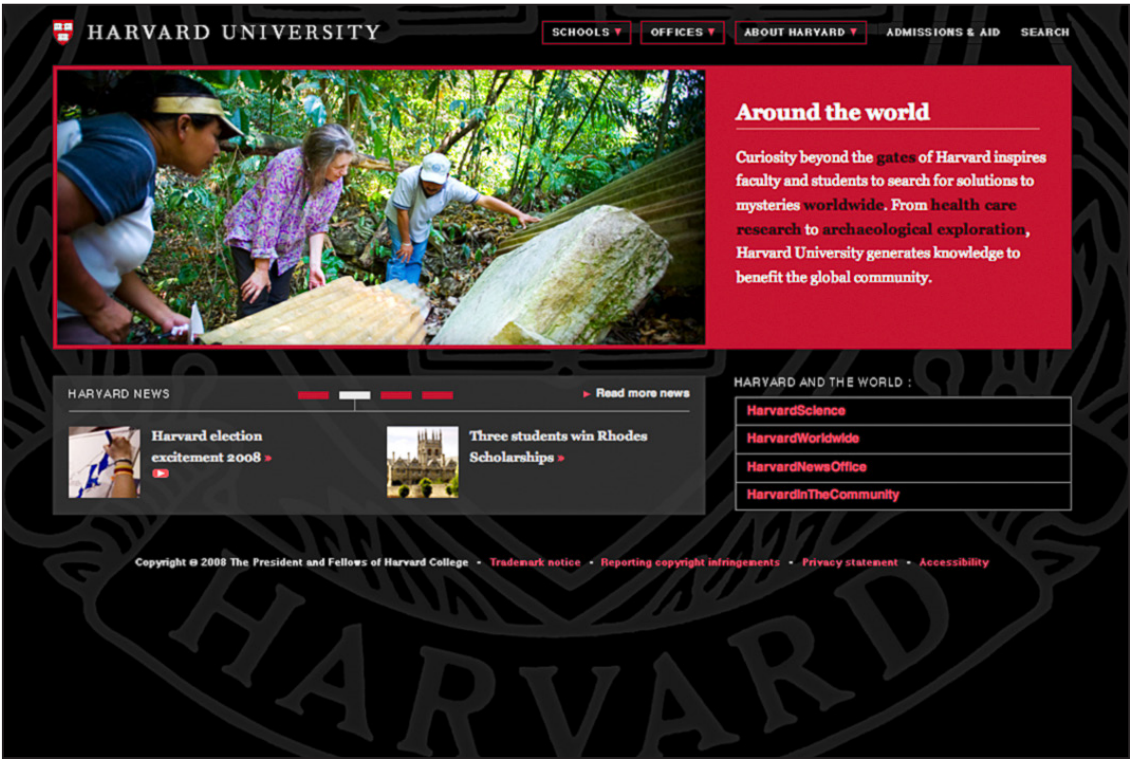 HARVARD UNIVERSITY
SCHOOLS ▼ OFFICES ▼ ABOUT HARVARD ▼ ADMISSIONS & AID SEARCH
Around the world
Curiosity beyond the gates of Harvard inspires
faculty and students to search for solutions to
mysteries worldwide. From health care
research to archaeological exploration,
Harvard University generates knowledge to
benefit the global community.
HARVARD NEWS
► Read more news
Harvard election
excitement 2008 »
Three students win Rhodes
Scholarships »
HARVARD AND THE WORLD :
HarvardScience
HarvardWorldwide
HarvardNewsOffice
HarvardInTheCommunity
Copyright © 2008 The President and Fellows of Harvard College • Trademark notice • Reporting copyright infringements • Privacy statement • Accessibility
HARVARD